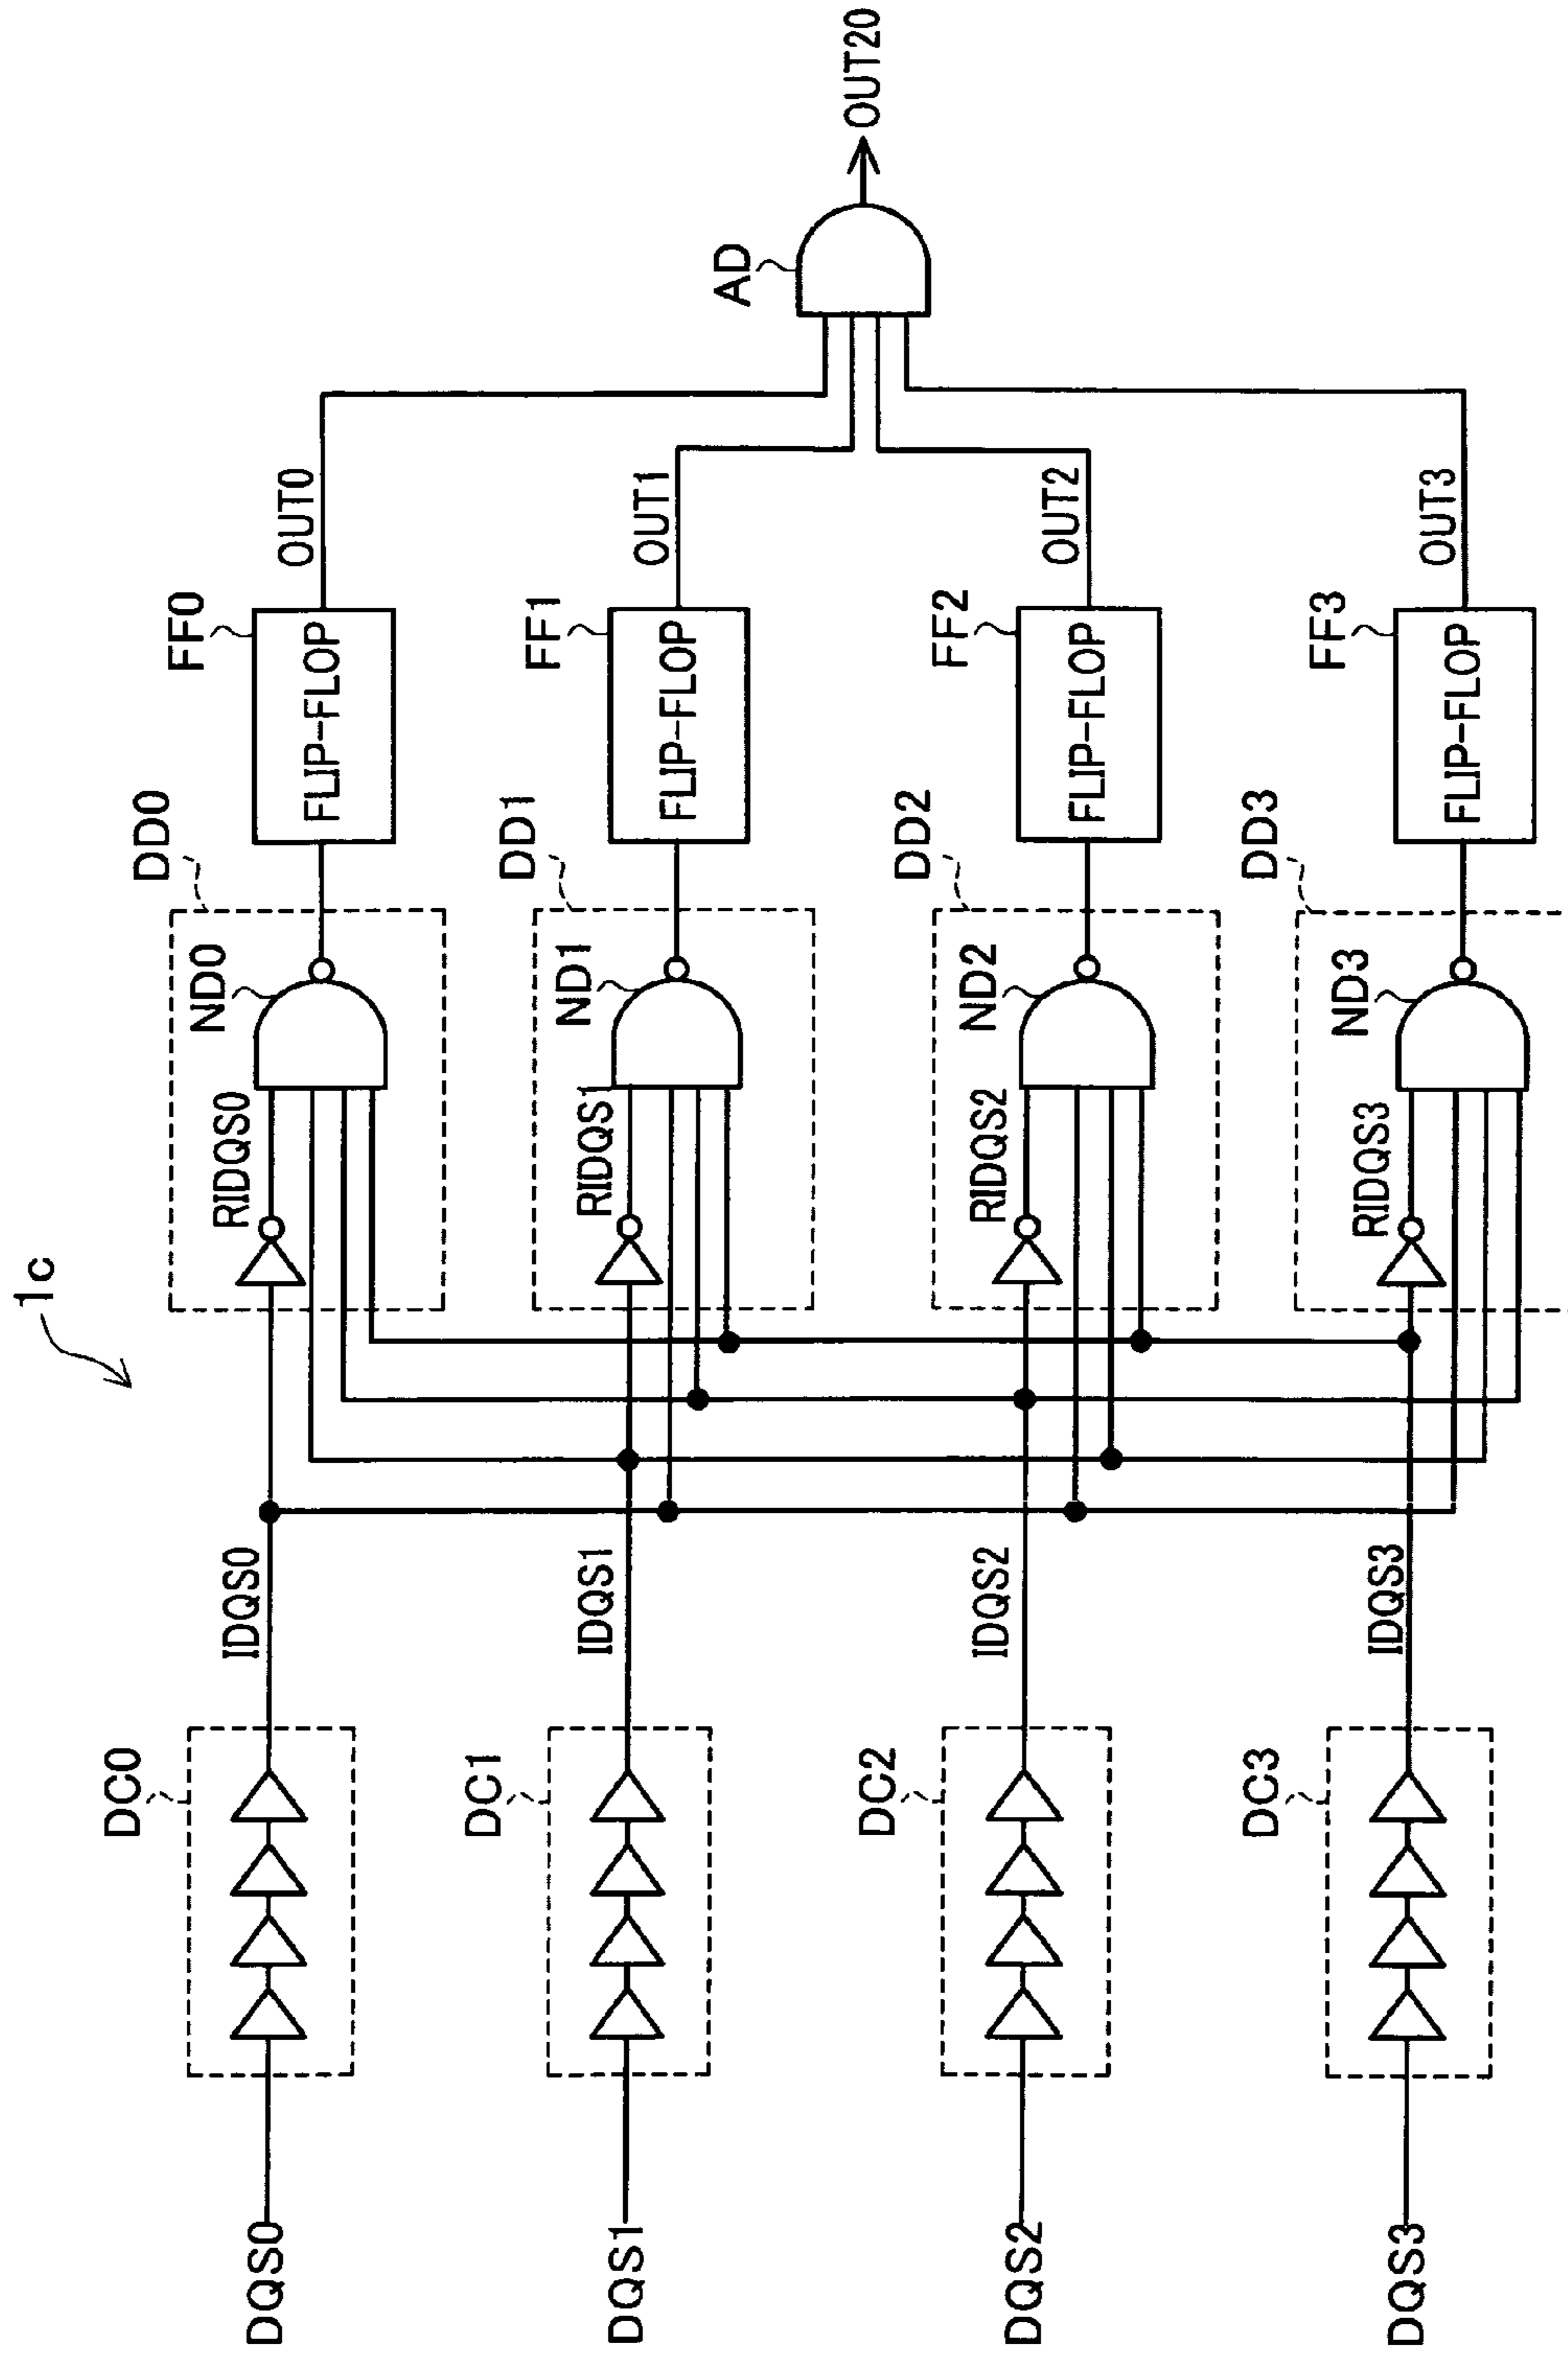 1c
DQS0
DC0
IDQS0
RIDQS0
ND0
DD0
FF0
FLIP-FLOP
OUT0
DQS1
DC1
IDQS1
RIDQS1
ND1
DD1
FF1
FLIP-FLOP
OUT1
AD
OUT20
DQS2
DC2
IDQS2
RIDQS2
ND2
DD2
FF2
FLIP-FLOP
OUT2
DQS3
DC3
IDQS3
RIDQS3
ND3
DD3
FF3
FLIP-FLOP
OUT3